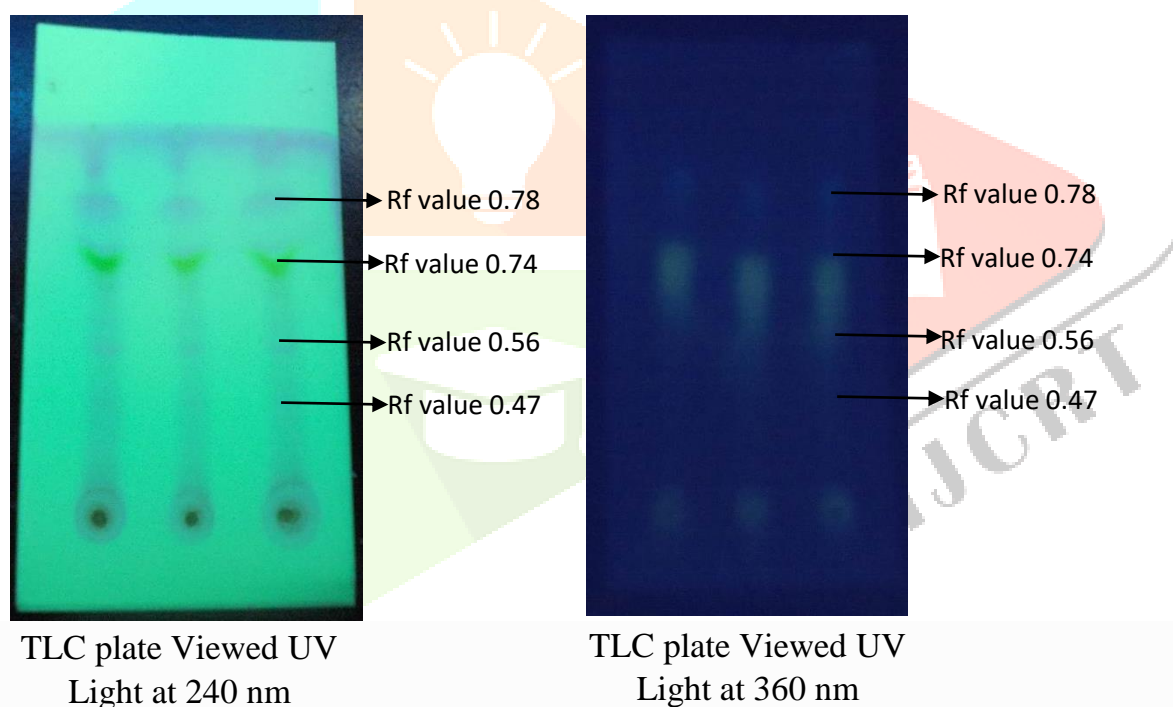 Rf value 0.78
Rf value 0.74
Rf value 0.56
Rf value 0.47
TLC plate Viewed UV
Light at 240 nm
Rf value 0.78
Rf value 0.74
Rf value 0.56
Rf value 0.47
TLC plate Viewed UV
Light at 360 nm
IJCRT